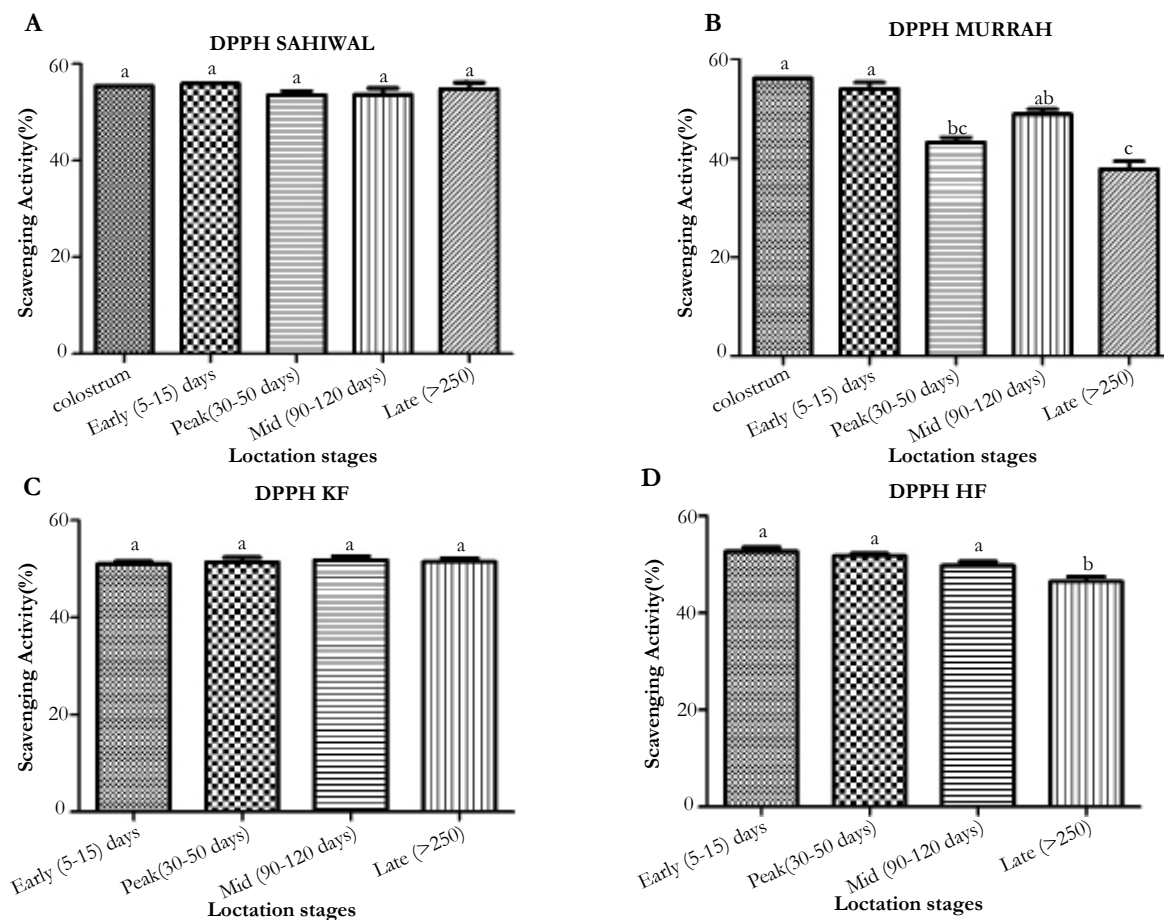 A
DPPH SAHIWAL
Scavenging Activity(%)
60
40
20
0
a
a
a
a
a
colostrum
Early (5-15) days
Peak(30-50 days)
Mid (90-120 days)
Late (>250)
Loctation stages
B
DPPH MURRAH
Scavenging Activity(%)
60
40
20
0
a
a
bc
ab
c
colostrum
Early (5-15) days
Peak(30-50 days)
Mid (90-120 days)
Late (>250)
Loctation stages
C
DPPH KF
Scavenging Activity(%)
60
40
20
0
a
a
a
a
Early (5-15) days
Peak(30-50 days)
Mid (90-120 days)
Late (>250)
Loctation stages
D
DPPH HF
Scavenging Activity(%)
60
40
20
0
a
a
a
b
Early (5-15) days
Peak(30-50 days)
Mid (90-120 days)
Late (>250)
Loctation stages